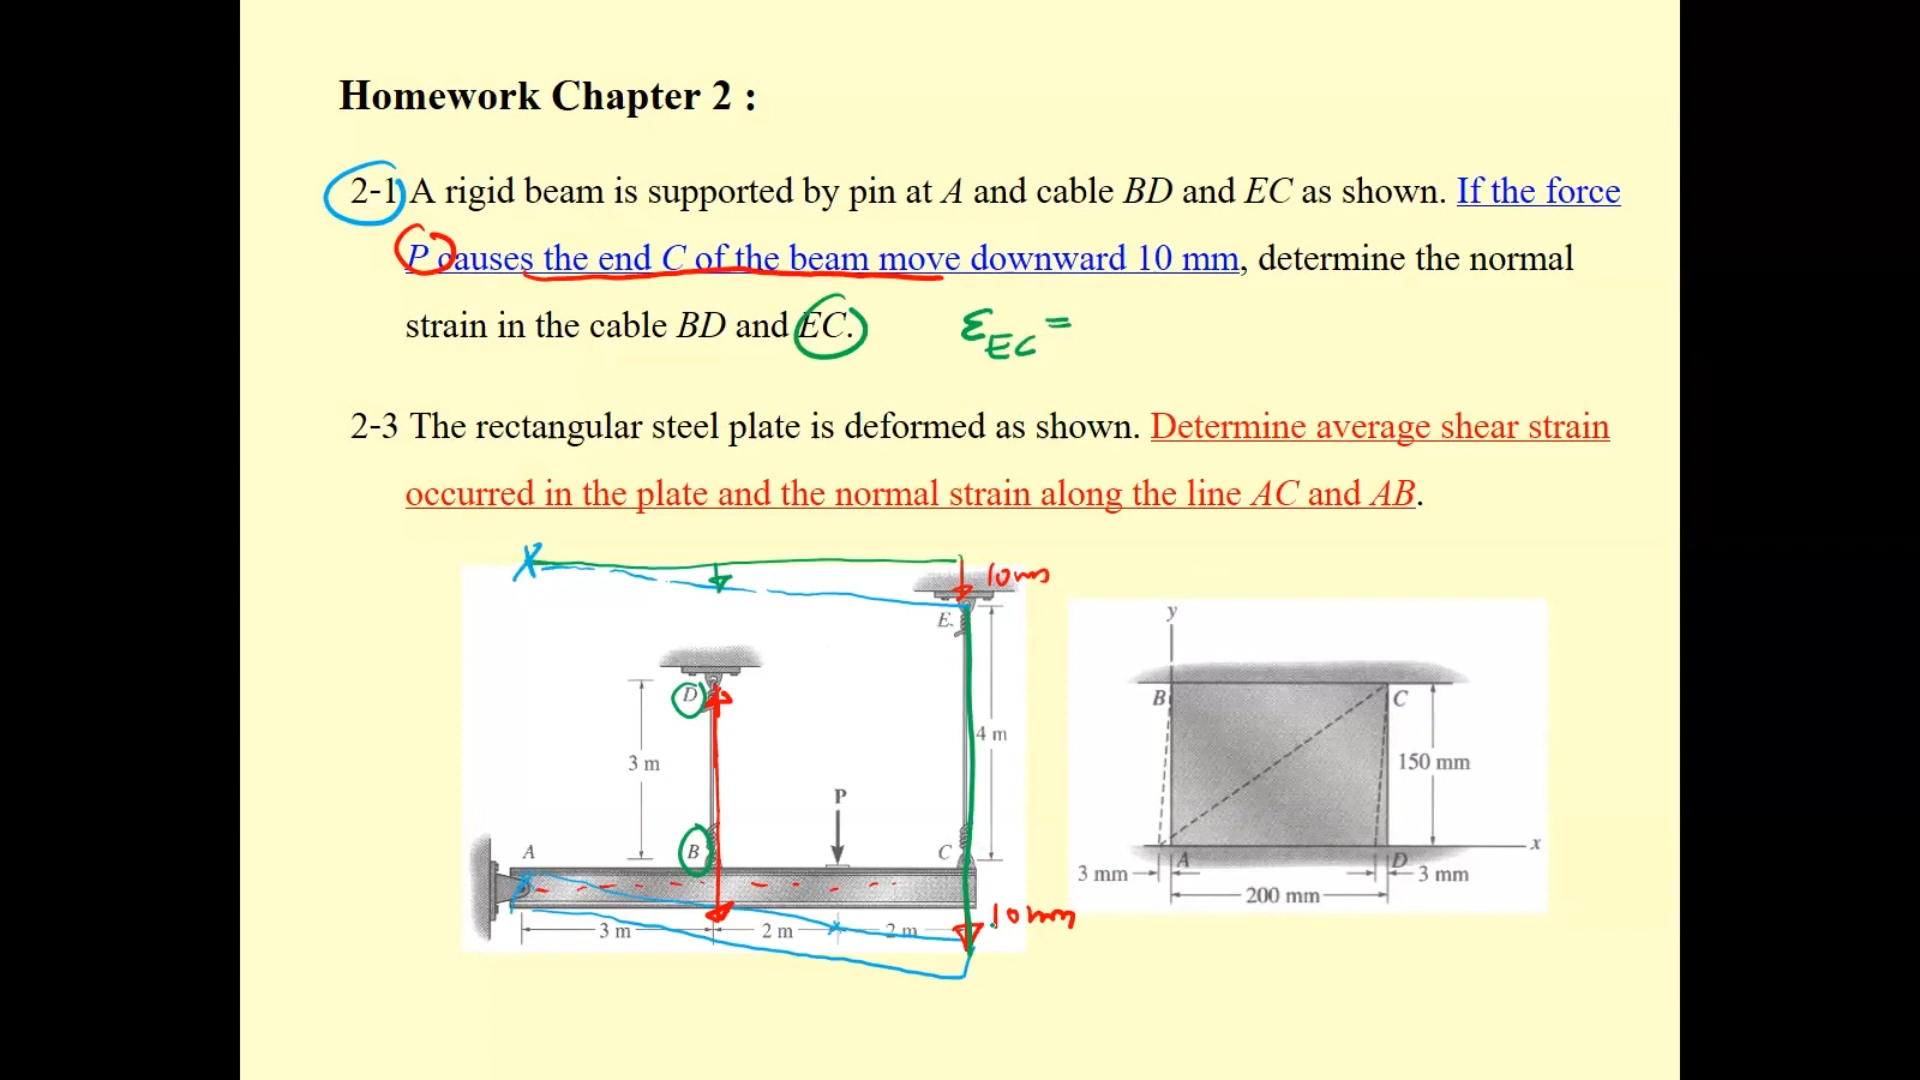 Homework Chapter 2 :
2-1 A rigid beam is supported by pin at A and cable BD and EC as shown. If the force
P causes the end C of the beam move downward 10 mm, determine the normal
strain in the cable BD and EC.
ε_EC =
2-3 The rectangular steel plate is deformed as shown. Determine average shear strain
occurred in the plate and the normal strain along the line AC and AB.
10 mm
E
D
4 m
3 m
P
A
B
C
10 mm
3 m
2 m
2 m
y
B
C
150 mm
x
A
D
3 mm
3 mm
200 mm